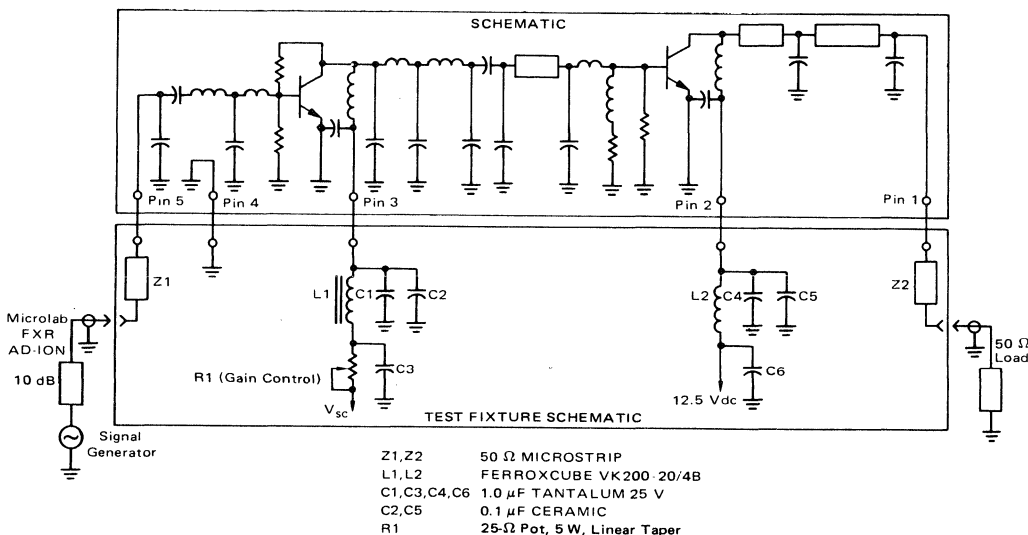 SCHEMATIC
Pin 5
Pin 4
Pin 3
Pin 2
Pin 1
Z1
L1
C1
C2
L2
C4
C5
Z2
Microlab
FXR
AD-ION
10 dB
Signal
Generator
R1 (Gain Control)
C3
Vsc
C6
12.5 Vdc
50 Ω
Load
TEST FIXTURE SCHEMATIC
Z1,Z2 50 Ω MICROSTRIP
L1,L2 FERROXCUBE VK200-20/4B
C1,C3,C4,C6 1.0 μF TANTALUM 25 V
C2,C5 0.1 μF CERAMIC
R1 25-Ω Pot, 5 W, Linear Taper